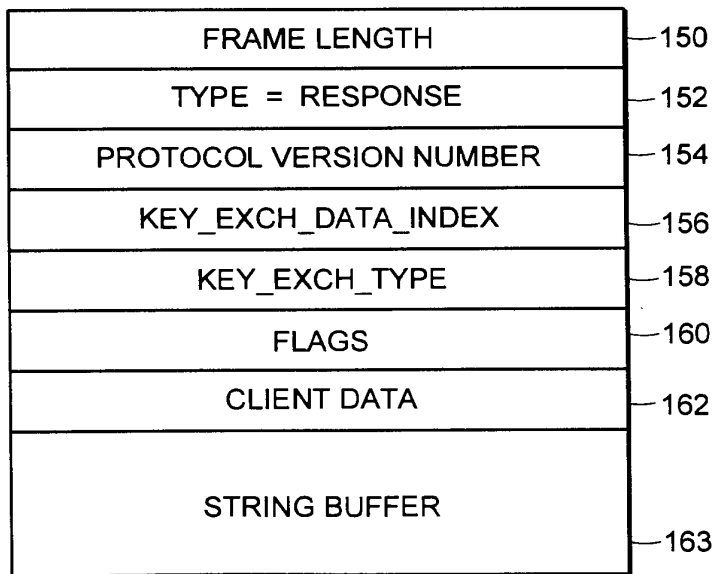 FRAME LENGTH 150
TYPE = RESPONSE 152
PROTOCOL VERSION NUMBER 154
KEY_EXCH_DATA_INDEX 156
KEY_EXCH_TYPE 158
FLAGS 160
CLIENT DATA 162
STRING BUFFER
163